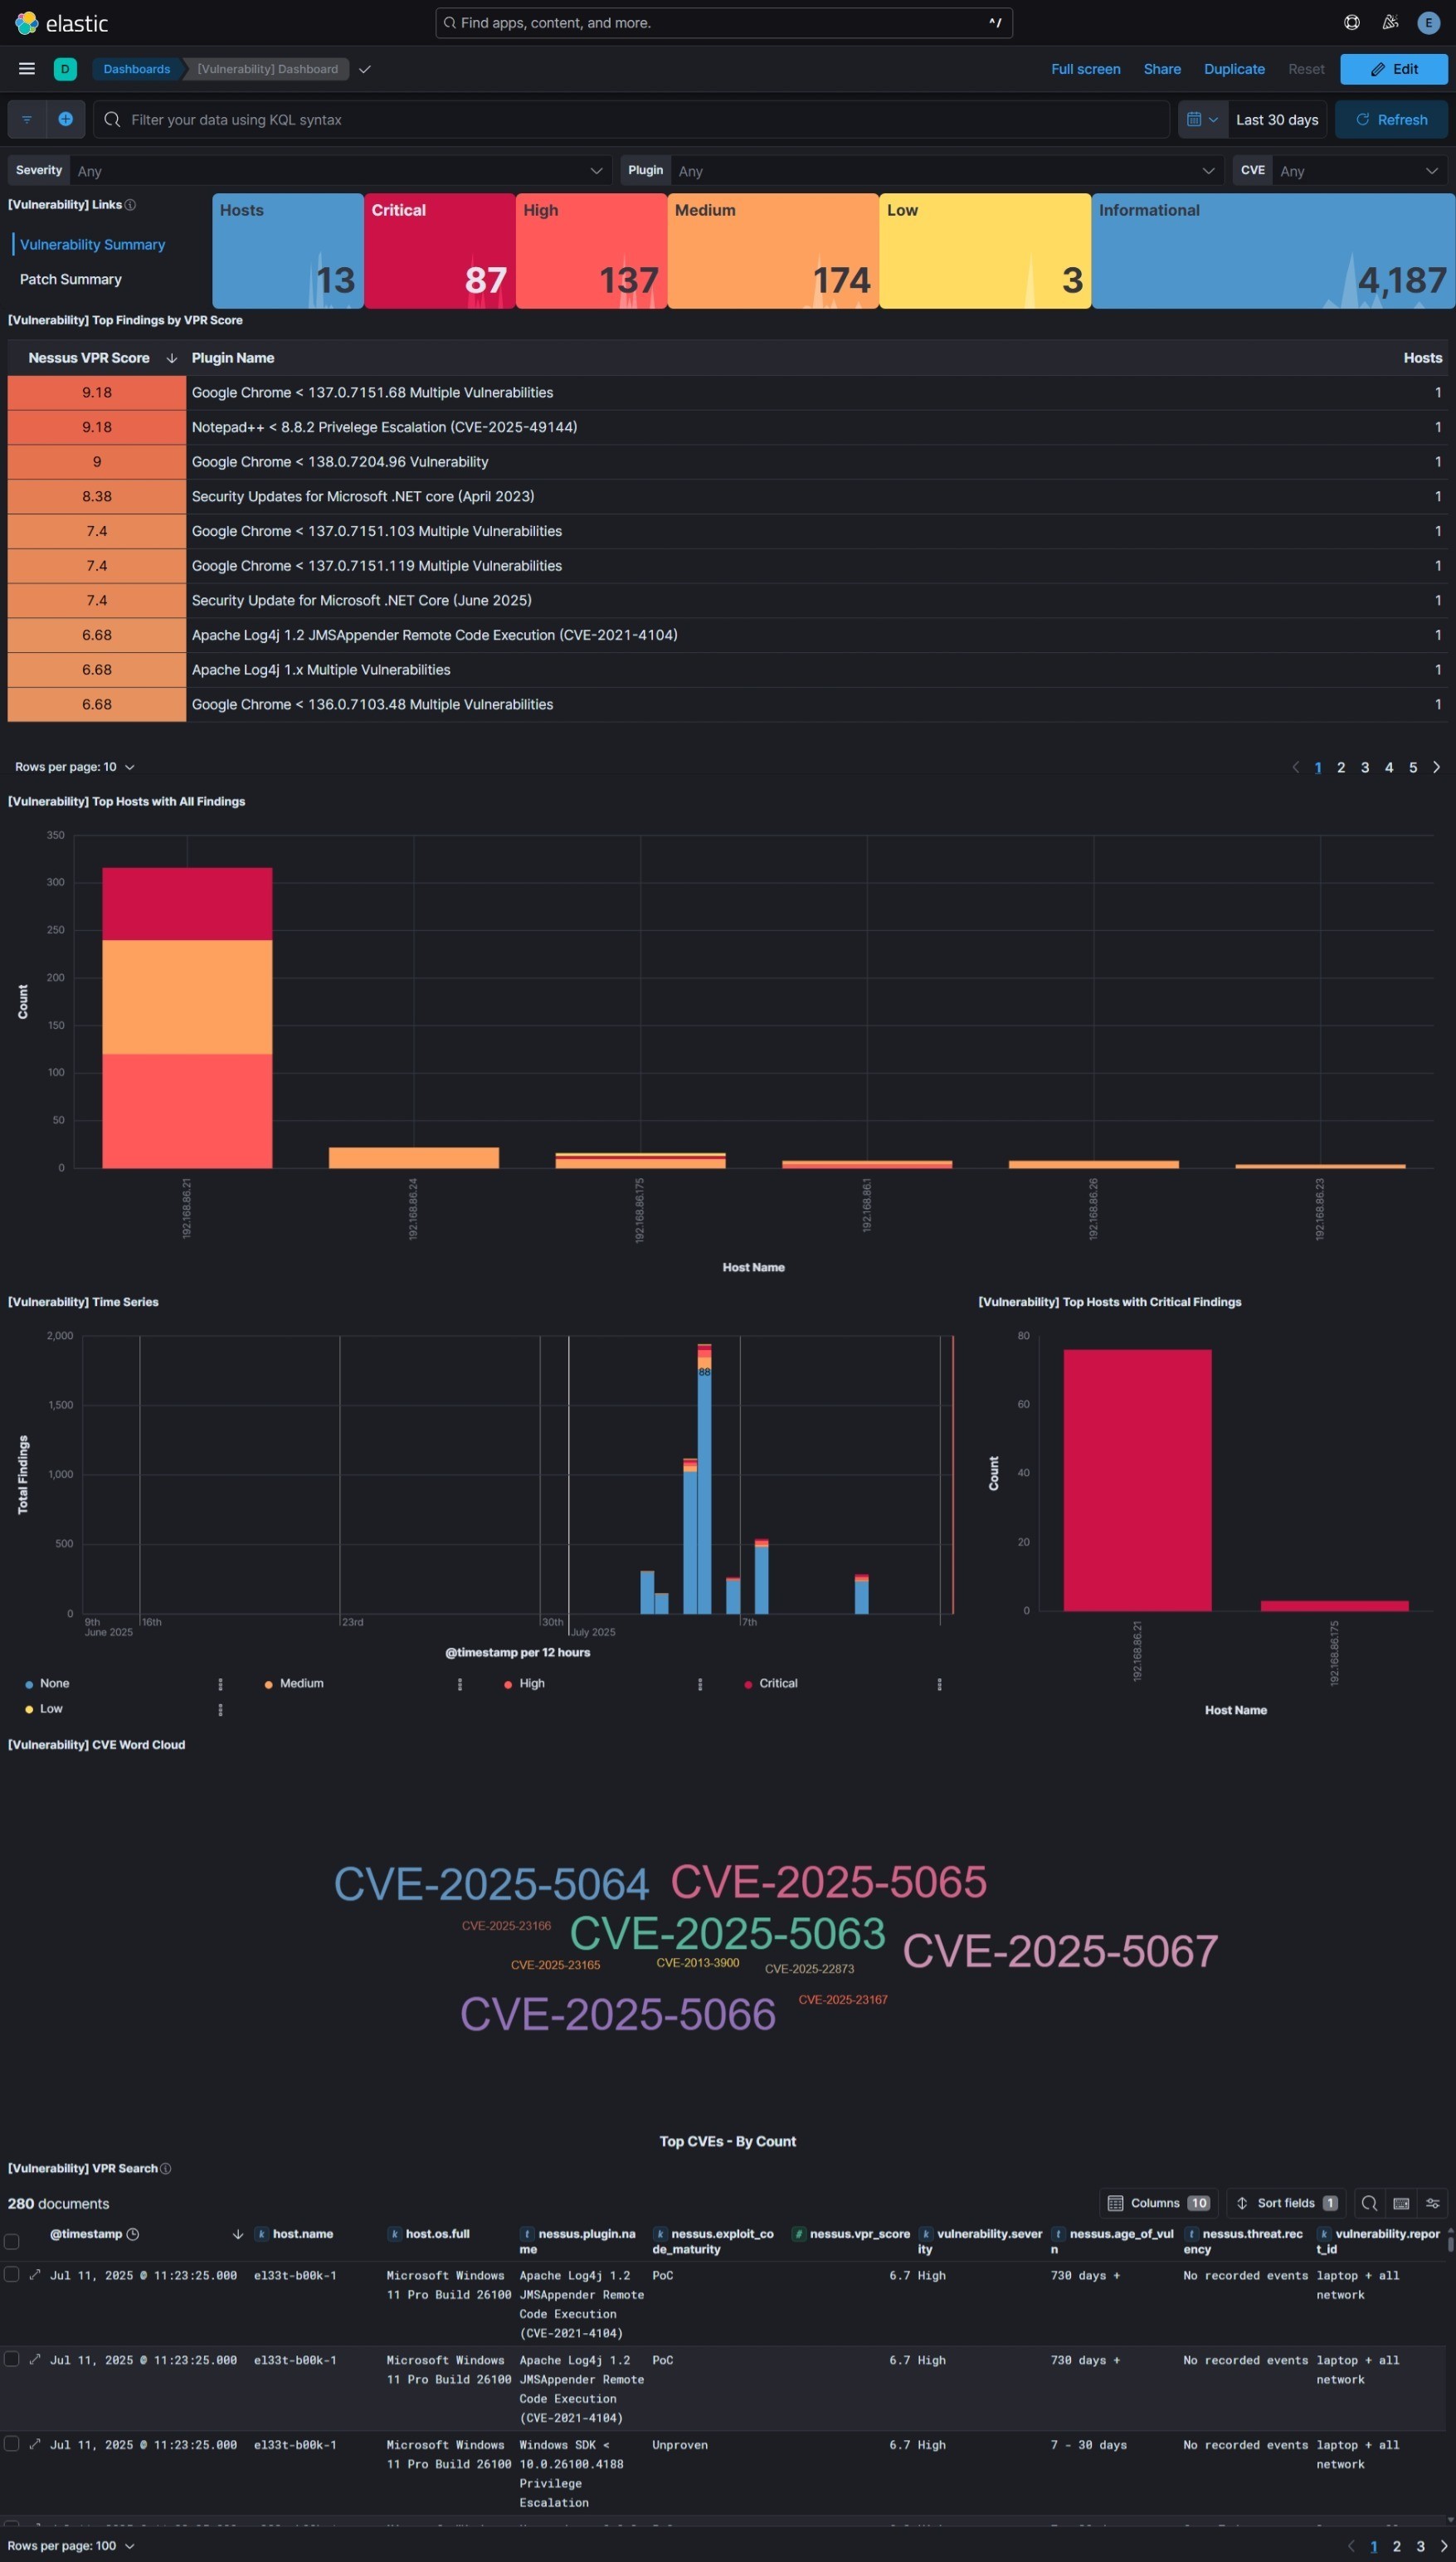 elastic
Find apps, content, and more.
^/
E
D
Dashboards
[Vulnerability] Dashboard
Full screen
Share
Duplicate
Reset
Edit
Filter your data using KQL syntax
Last 30 days
Refresh
Severity Any
Plugin Any
CVE Any
[Vulnerability] Links
Vulnerability Summary
Patch Summary
Hosts
13
Critical
87
High
137
Medium
174
Low
3
Informational
4,187
[Vulnerability] Top Findings by VPR Score
Nessus VPR Score Plugin Name Hosts
9.18 Google Chrome < 137.0.7151.68 Multiple Vulnerabilities 1
9.18 Notepad++ < 8.8.2 Privelege Escalation (CVE-2025-49144) 1
9 Google Chrome < 138.0.7204.96 Vulnerability 1
8.38 Security Updates for Microsoft .NET core (April 2023) 1
7.4 Google Chrome < 137.0.7151.103 Multiple Vulnerabilities 1
7.4 Google Chrome < 137.0.7151.119 Multiple Vulnerabilities 1
7.4 Security Update for Microsoft .NET Core (June 2025) 1
6.68 Apache Log4j 1.2 JMSAppender Remote Code Execution (CVE-2021-4104) 1
6.68 Apache Log4j 1.x Multiple Vulnerabilities 1
6.68 Google Chrome < 136.0.7103.48 Multiple Vulnerabilities 1
Rows per page: 10
1 2 3 4 5
[Vulnerability] Top Hosts with All Findings
350
300
250
200
150
100
50
0
Count
192.168.86.21
192.168.86.24
192.168.86.175
192.168.86.1
192.168.86.26
192.168.86.23
Host Name
[Vulnerability] Time Series
2,000
1,500
1,000
500
0
Total Findings
88
9th
June 2025
16th
23rd
30th
July 2025
7th
@timestamp per 12 hours
None
Medium
High
Critical
Low
[Vulnerability] Top Hosts with Critical Findings
80
60
40
20
0
Count
192.168.86.21
192.168.86.175
Host Name
[Vulnerability] CVE Word Cloud
CVE-2025-5064
CVE-2025-5065
CVE-2025-23166
CVE-2025-5063
CVE-2025-5067
CVE-2025-23165
CVE-2013-3900
CVE-2025-22873
CVE-2025-5066
CVE-2025-23167
Top CVEs - By Count
[Vulnerability] VPR Search
280 documents
Columns 10
Sort fields 1
@timestamp
k host.name
k host.os.full
t nessus.plugin.na
me
k nessus.exploit_co
de_maturity
# nessus.vpr_score
k vulnerability.sever
ity
t nessus.age_of_vul
n
t nessus.threat.rec
ency
k vulnerability.repor
t_id
Jul 11, 2025 @ 11:23:25.000 el33t-b00k-1 Microsoft Windows Apache Log4j 1.2 PoC 6.7 High 730 days + No recorded events laptop + all
11 Pro Build 26100 JMSAppender Remote network
Code Execution
(CVE-2021-4104)
Jul 11, 2025 @ 11:23:25.000 el33t-b00k-1 Microsoft Windows Apache Log4j 1.2 PoC 6.7 High 730 days + No recorded events laptop + all
11 Pro Build 26100 JMSAppender Remote network
Code Execution
(CVE-2021-4104)
Jul 11, 2025 @ 11:23:25.000 el33t-b00k-1 Microsoft Windows Windows SDK < Unproven 6.7 High 7 - 30 days No recorded events laptop + all
11 Pro Build 26100 10.0.26100.4188 network
Privilege
Escalation
Rows per page: 100
1 2 3